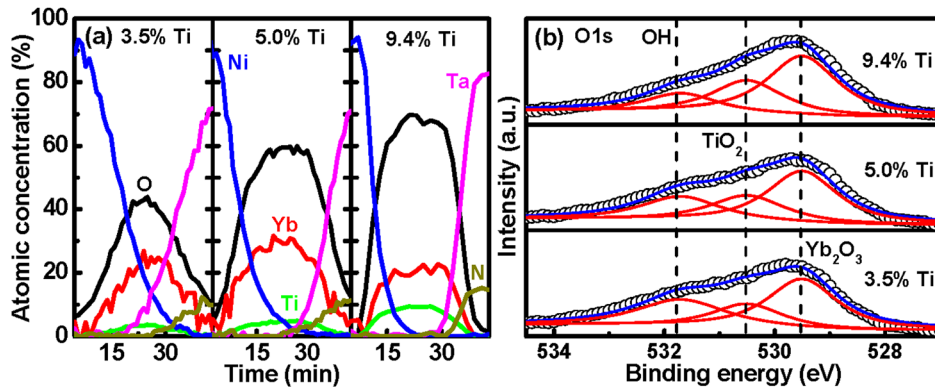 (a) 3.5% Ti 5.0% Ti 9.4% Ti
Atomic concentration (%)
100
80
60
40
20
0
Ni
Ta
O
Yb
Ti
N
15 30 15 30 15 30
Time (min)
(b) O1s OH
9.4% Ti
TiO2
5.0% Ti
Yb2O3
3.5% Ti
Intensity (a.u.)
534 532 530 528
Binding energy (eV)